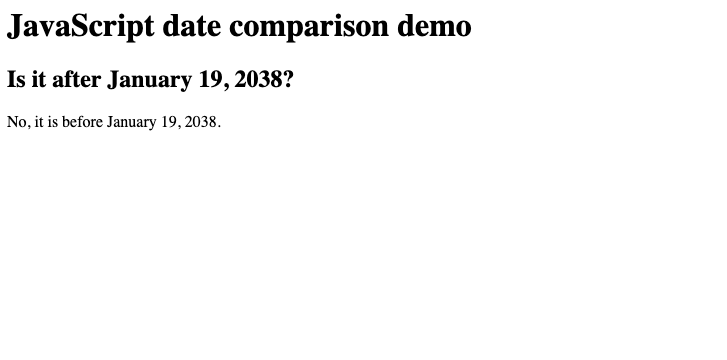 JavaScript date comparison demo
Is it after January 19, 2038?
No, it is before January 19, 2038.